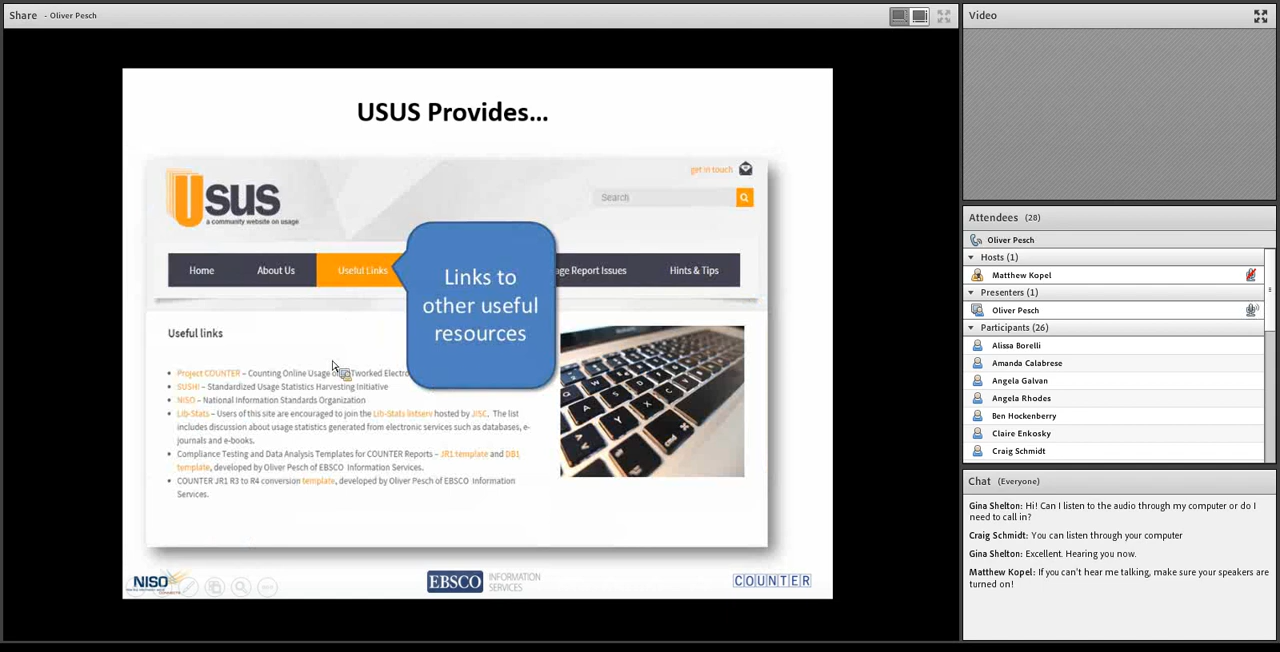 Share - Oliver Pesch
USUS Provides...
USUS
a community website on usage
get in touch
Search
Home
About Us
Useful Links
age Report Issues
Hints & Tips
Links to
other useful
resources
Useful links
Project COUNTER – Counting Online Usage of Networked Electro
SUSHI – Standardized Usage Statistics Harvesting Initiative
NISO – National Information Standards Organization
Lib-Stats – Users of this site are encouraged to join the Lib-Stats listserv hosted by JISC. The list
includes discussion about usage statistics generated from electronic services such as databases, e-
journals and e-books.
Compliance Testing and Data Analysis Templates for COUNTER Reports – JR1 template and DB1
template, developed by Oliver Pesch of EBSCO Information Services.
COUNTER JR1 R3 to R4 conversion template, developed by Oliver Pesch of EBSCO Information
Services.
NISO
EBSCO INFORMATION
SERVICES
COUNTER
Video
Attendees (28)
Oliver Pesch
Hosts (1)
Matthew Kopel
Presenters (1)
Oliver Pesch
Participants (26)
Alissa Borelli
Amanda Calabrese
Angela Galvan
Angela Rhodes
Ben Hockenberry
Claire Enkosky
Craig Schmidt
Chat (Everyone)
Gina Shelton: Hi! Can I listen to the audio through my computer or do I
need to call in?
Craig Schmidt: You can listen through your computer
Gina Shelton: Excellent. Hearing you now.
Matthew Kopel: If you can't hear me talking, make sure your speakers are
turned on!